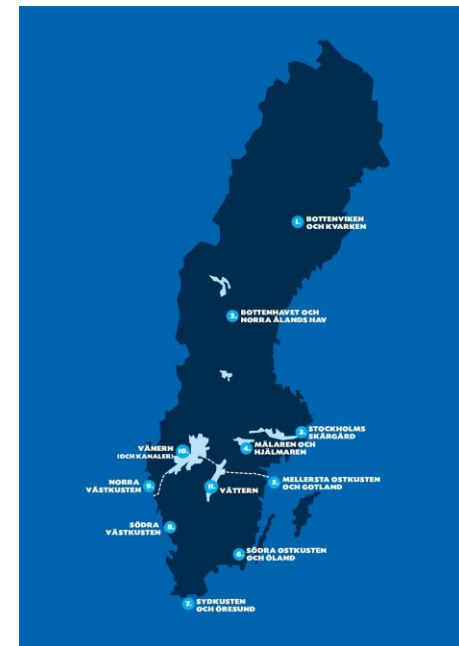 1. BOTTENVIKEN
OCH KVARKEN
2. BOTTENHAVET OCH
NORRA ÅLANDS HAV
3. STOCKHOLMS
SKÄRGÅRD
4. MÄLAREN OCH
HJÄLMAREN
10. VÄNERN
(OCH KANALER)
5. MELLERSTA OSTKUSTEN
OCH GOTLAND
NORRA
VÄSTKUSTEN 9.
11. VÄTTERN
SÖDRA
VÄSTKUSTEN 8.
6. SÖDRA OSTKUSTEN
OCH ÖLAND
7. SYDKUSTEN
OCH ÖRESUND